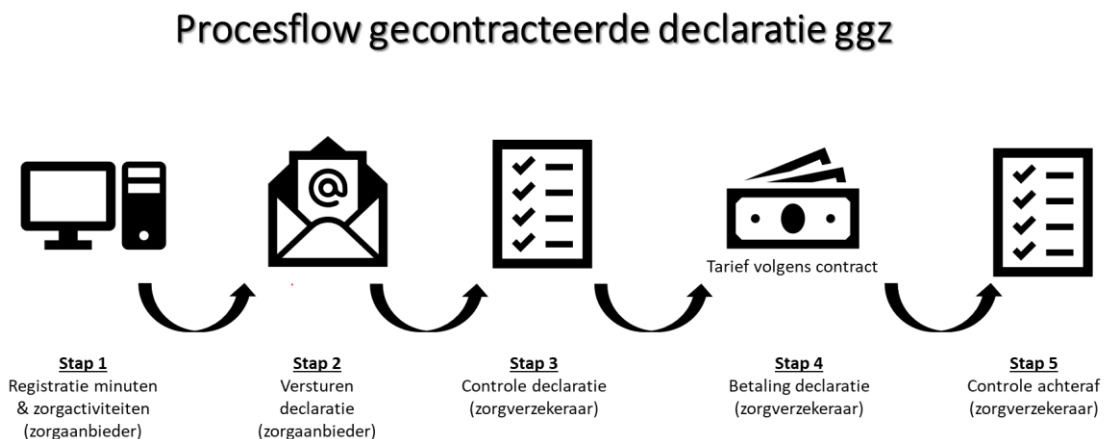 Procesflow gecontracteerde declaratie ggz
@
Tarief volgens contract
Stap 1
Registratie minuten
& zorgactiviteiten
(zorgaanbieder)
Stap 2
Versturen
declaratie
(zorgaanbieder)
Stap 3
Controle declaratie
(zorgverzekeraar)
Stap 4
Betaling declaratie
(zorgverzekeraar)
Stap 5
Controle achteraf
(zorgverzekeraar)